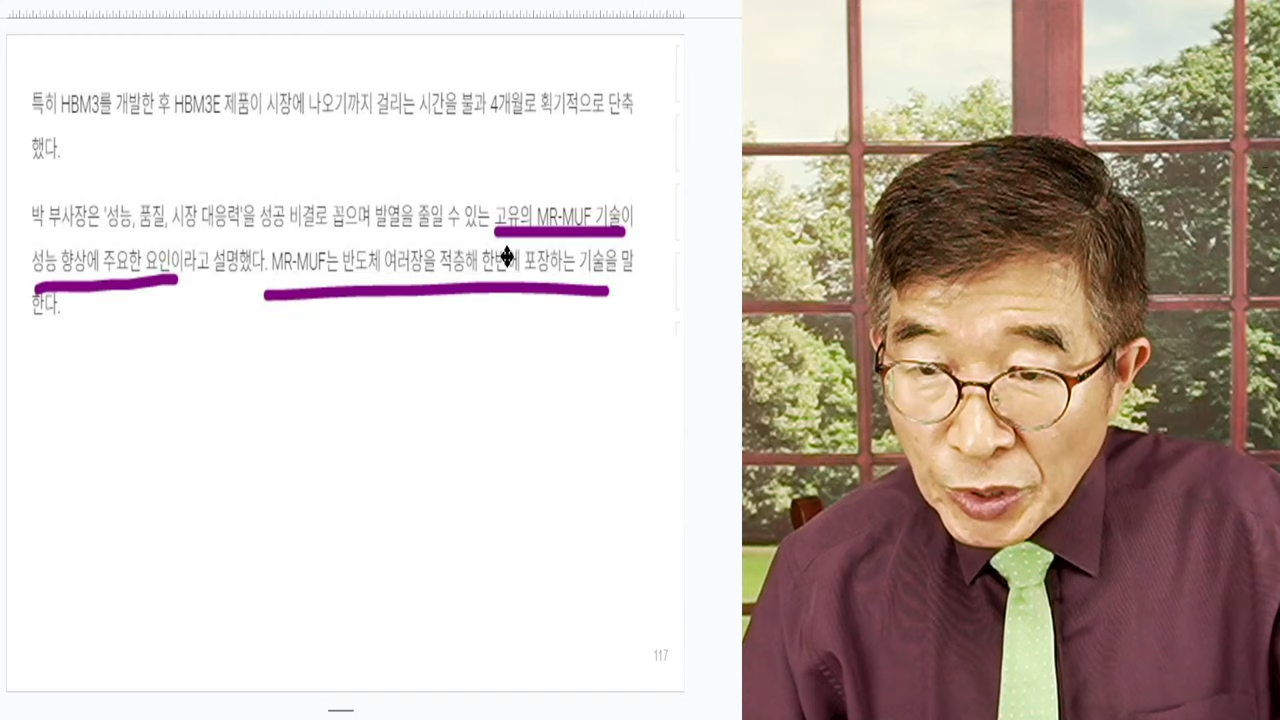 특히 HBM3를 개발한 후 HBM3E 제품이 시장에 나오기까지 걸리는 시간을 불과 4개월로 획기적으로 단축
했다.
박 부사장은 '성능, 품질, 시장 대응력'을 성공 비결로 꼽으며 발열을 줄일 수 있는 고유의 MR-MUF 기술이
성능 향상에 주요한 요인이라고 설명했다. MR-MUF는 반도체 여러장을 적층해 한번에 포장하는 기술을 말
한다.
117